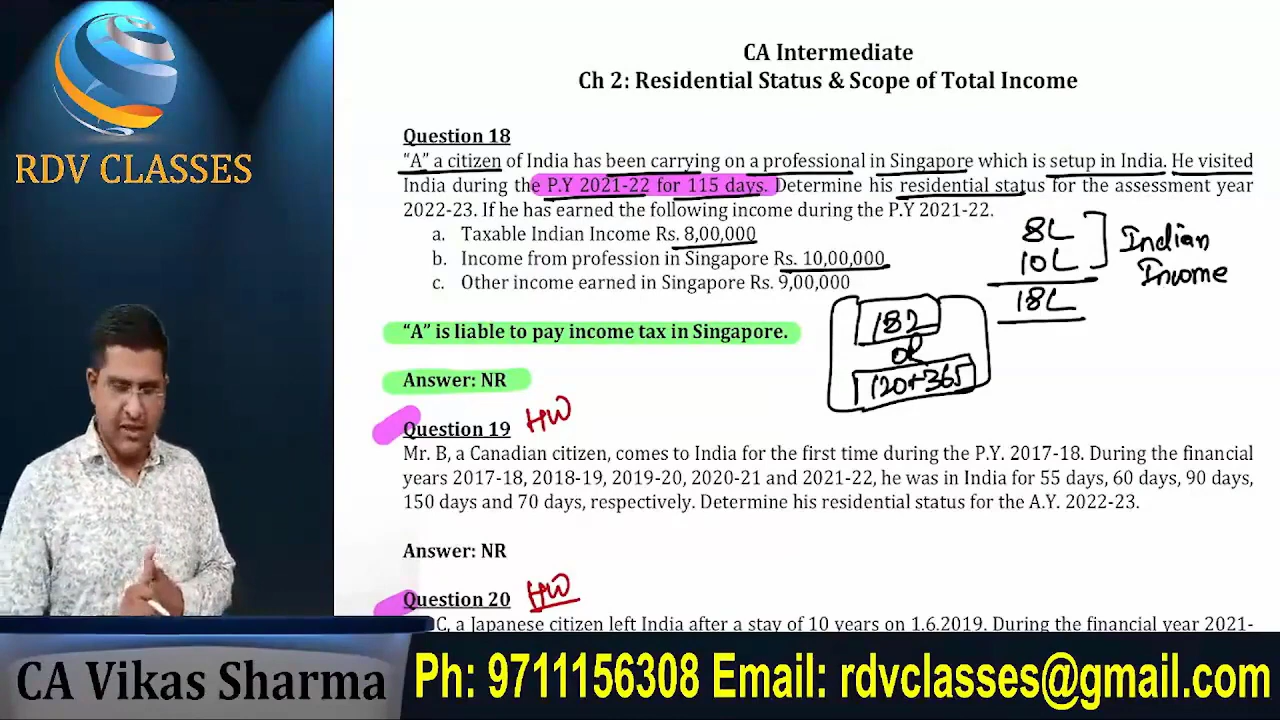 RDV CLASSES
CA Intermediate
Ch 2: Residential Status & Scope of Total Income
Question 18
“A” a citizen of India has been carrying on a professional in Singapore which is setup in India. He visited
India during the P.Y 2021-22 for 115 days. Determine his residential status for the assessment year
2022-23. If he has earned the following income during the P.Y 2021-22.
a. Taxable Indian Income Rs. 8,00,000
b. Income from profession in Singapore Rs. 10,00,000
c. Other income earned in Singapore Rs. 9,00,000
8L
10L
18L
Indian
Income
182
or
120+365
“A” is liable to pay income tax in Singapore.
Answer: NR
Question 19 HW
Mr. B, a Canadian citizen, comes to India for the first time during the P.Y. 2017-18. During the financial
years 2017-18, 2018-19, 2019-20, 2020-21 and 2021-22, he was in India for 55 days, 60 days, 90 days,
150 days and 70 days, respectively. Determine his residential status for the A.Y. 2022-23.
Answer: NR
Question 20 HW
C, a Japanese citizen left India after a stay of 10 years on 1.6.2019. During the financial year 2021-
CA Vikas Sharma
Ph: 9711156308 Email: rdvclasses@gmail.com